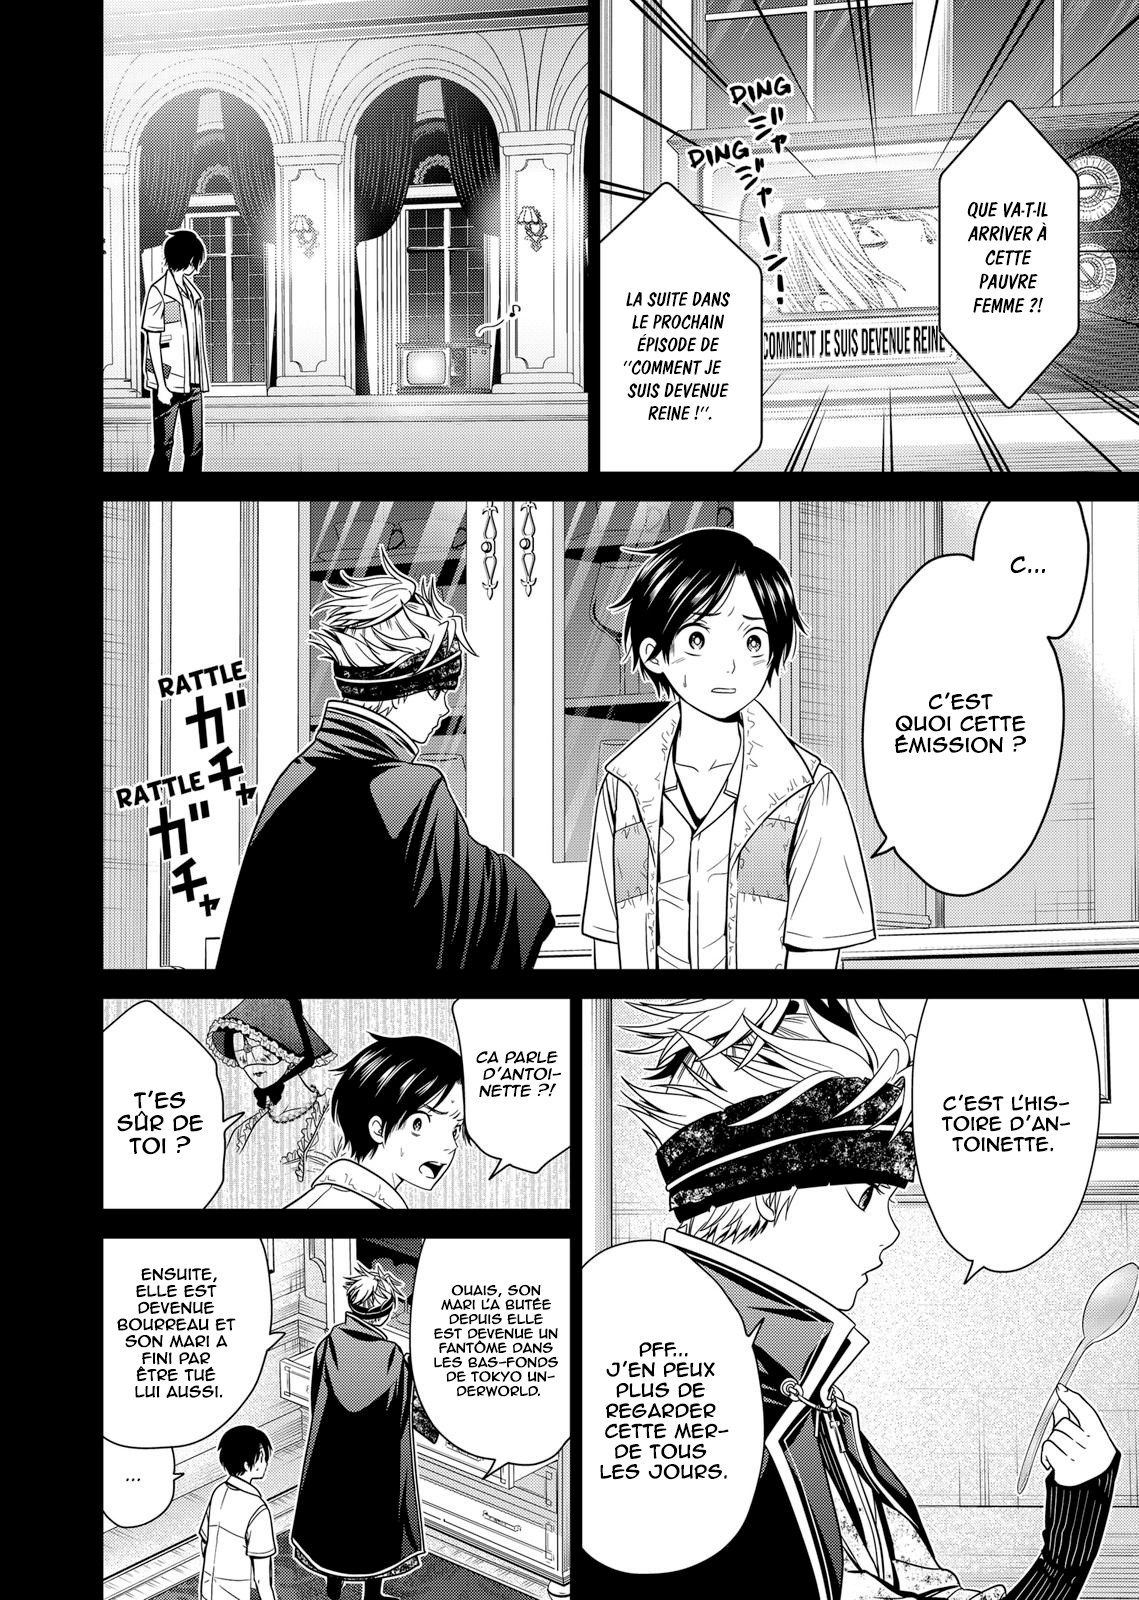 DING
ジャ
DING
ジャーン!
QUE VA-T-IL
ARRIVER À
CETTE
PAUVRE
FEMME ?!
COMMENT JE SUIS DEVENUE REINE
LA SUITE DANS
LE PROCHAIN
ÉPISODE DE
"COMMENT JE
SUIS DEVENUE
REINE !".
C...
C'EST
QUOI CETTE
ÉMISSION ?
RATTLE
ガチャ
RATTLE
ガチャ
C'EST L'HIS-
TOIRE D'AN-
TOINETTE.
PFF...
J'EN PEUX
PLUS DE
REGARDER
CETTE MER-
DE TOUS
LES JOURS.
CA PARLE
D'ANTOI-
NETTE ?!
T'ES
SÛR DE
TOI ?
OUAIS, SON
MARI L'A BUTÉE
DEPUIS ELLE
EST DEVENUE UN
FANTÔME DANS
LES BAS-FONDS
DE TOKYO UN-
DERWORLD.
ENSUITE,
ELLE EST
DEVENUE
BOURREAU ET
SON MARI A
FINI PAR
ÊTRE TUÉ
LUI AUSSI.
...